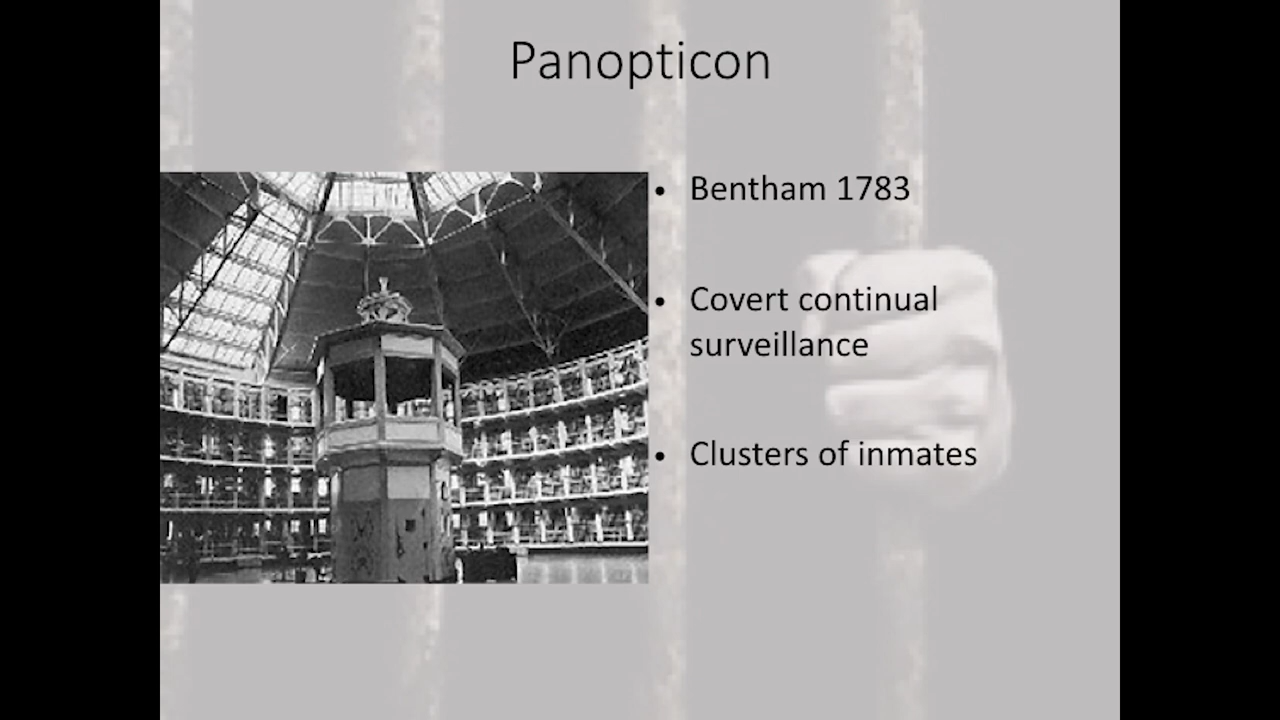 Panopticon
• Bentham 1783
• Covert continual
surveillance
• Clusters of inmates